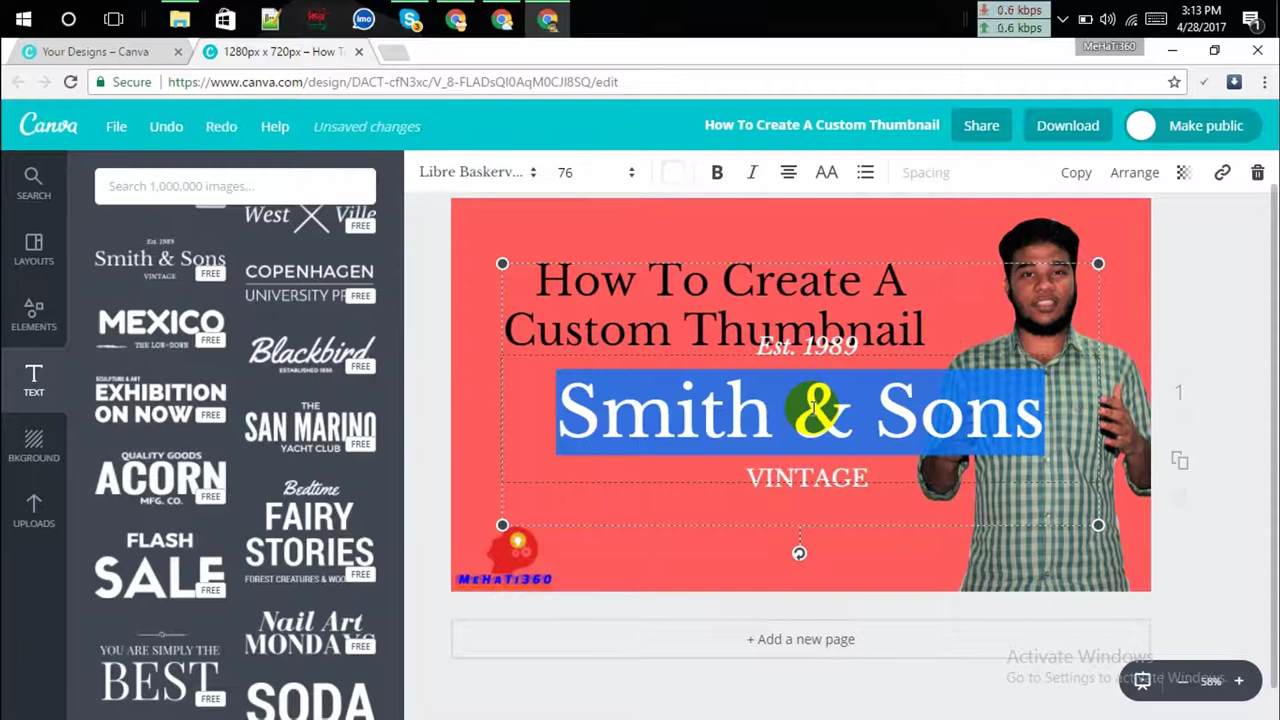 3:13 PM
4/28/2017
0.6 kbps
0.6 kbps
MeHaTi360
Your Designs – Canva
1280px x 720px – How T
Secure
https://www.canva.com/design/DACT-cfN3xc/V_8-FLADsQI0AqM0CJI8SQ/edit
Canva
File
Undo
Redo
Help
Unsaved changes
How To Create A Custom Thumbnail
Share
Download
Make public
SEARCH
LAYOUTS
ELEMENTS
TEXT
BKGROUND
UPLOADS
Search 1,000,000 images...
West X Ville
FREE
Est. 1989
Smith & Sons
VINTAGE
FREE
COPENHAGEN
UNIVERSITY PR
FREE
MEXICO
THE LOW-DOWN
FREE
Blackbird
ESTABLISHED
FREE
SCULPTURE & ART
EXHIBITION
ON NOW
FREE
THE
SAN MARINO
YACHT CLUB
FREE
QUALITY GOODS
ACORN
MFG. CO.
FREE
Bedtime
FAIRY
STORIES
FOREST CREATURES & WOO
FREE
FLASH
SALE
FREE
Nail Art
MONDAYS
FREE
YOU ARE SIMPLY THE
BEST
FREE
SODA
Libre Baskerv...
76
B
I
AA
Spacing
Copy
Arrange
How To Create A
Custom Thumbnail
Est. 1989
Smith & Sons
VINTAGE
MeHaTi360
1
+ Add a new page
Activate Windows
Go to Settings to activate Windows.
58%